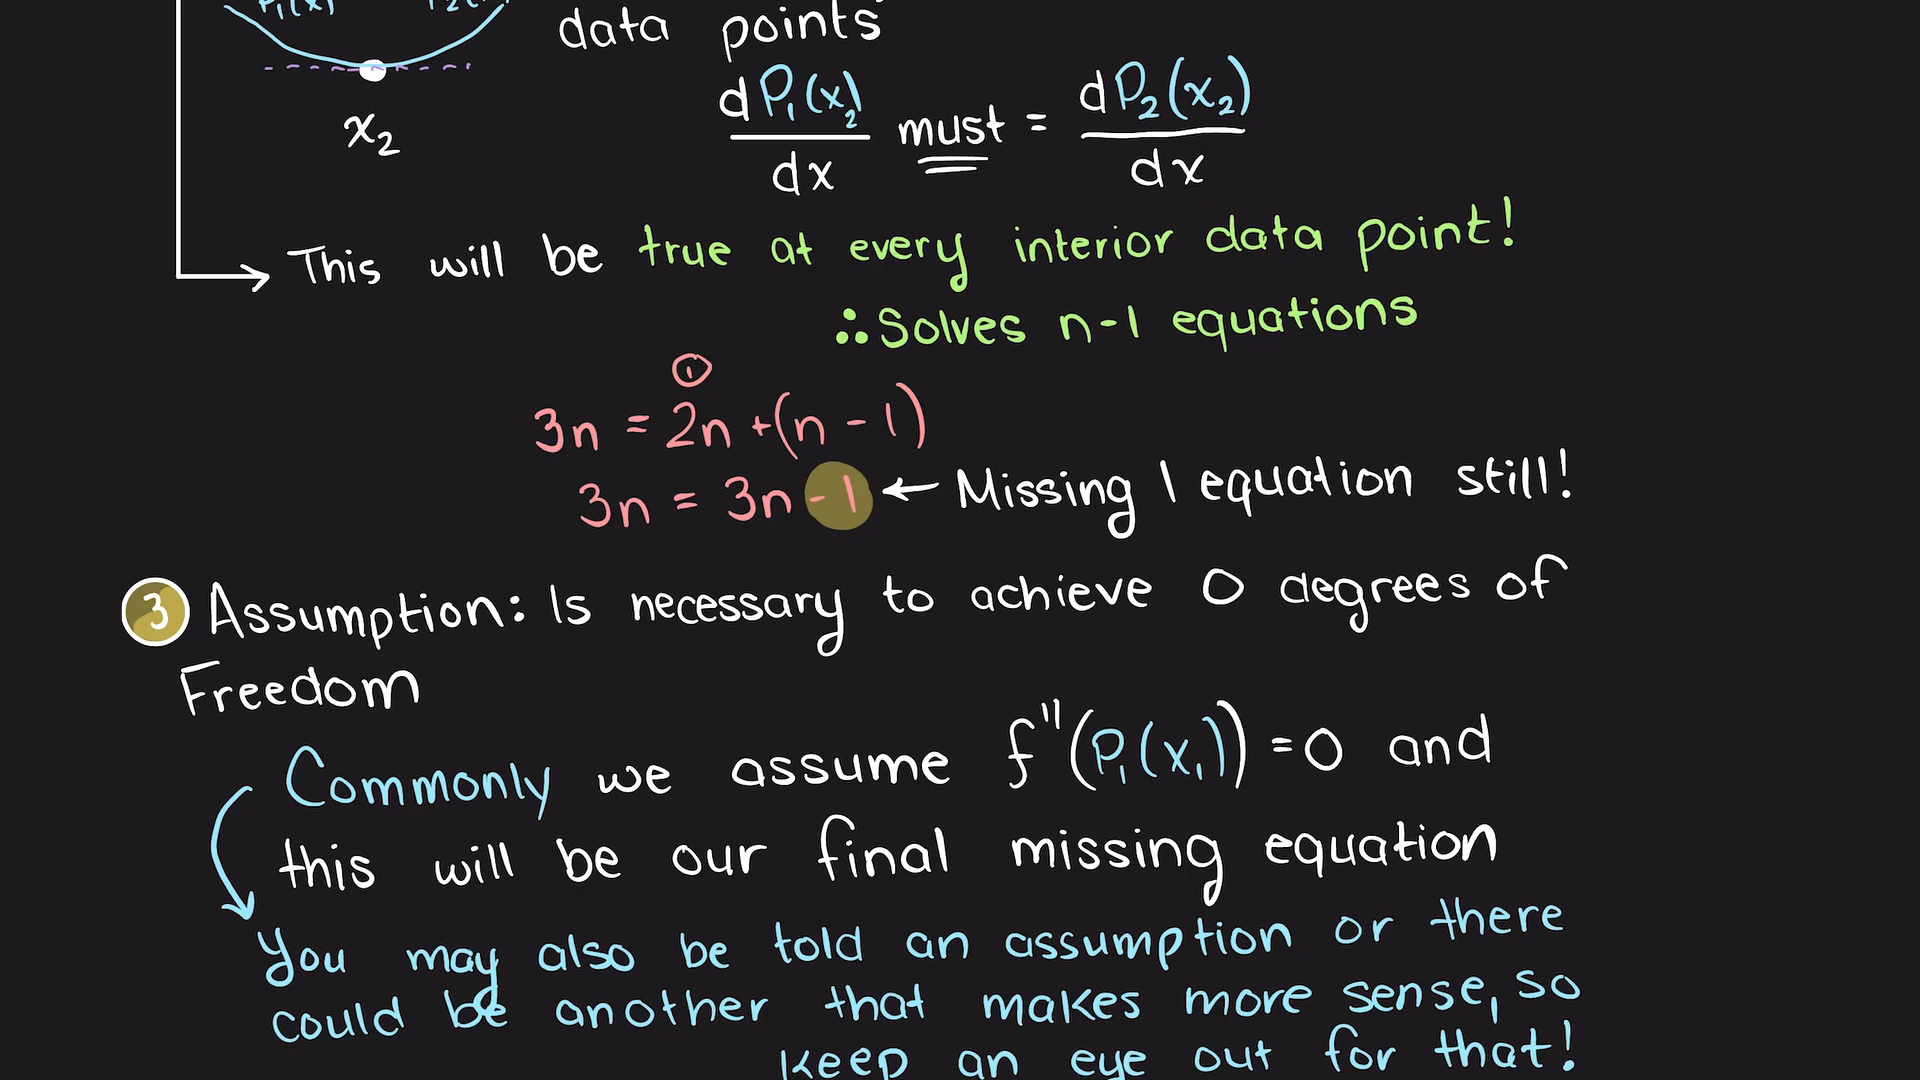 P₁(x) P₂(x)
data points
x₂
dP₁(x₂)/dx must = dP₂(x₂)/dx
This will be true at every interior data point!
∴ Solves n-1 equations
①
3n = 2n +(n - 1)
3n = 3n - 1 ← Missing 1 equation still!
③ Assumption: Is necessary to achieve 0 degrees of
Freedom
Commonly we assume f"(P₁(x₁)) = 0 and
this will be our final missing equation
You may also be told an assumption or there
could be another that makes more sense, so
keep an eye out for that!